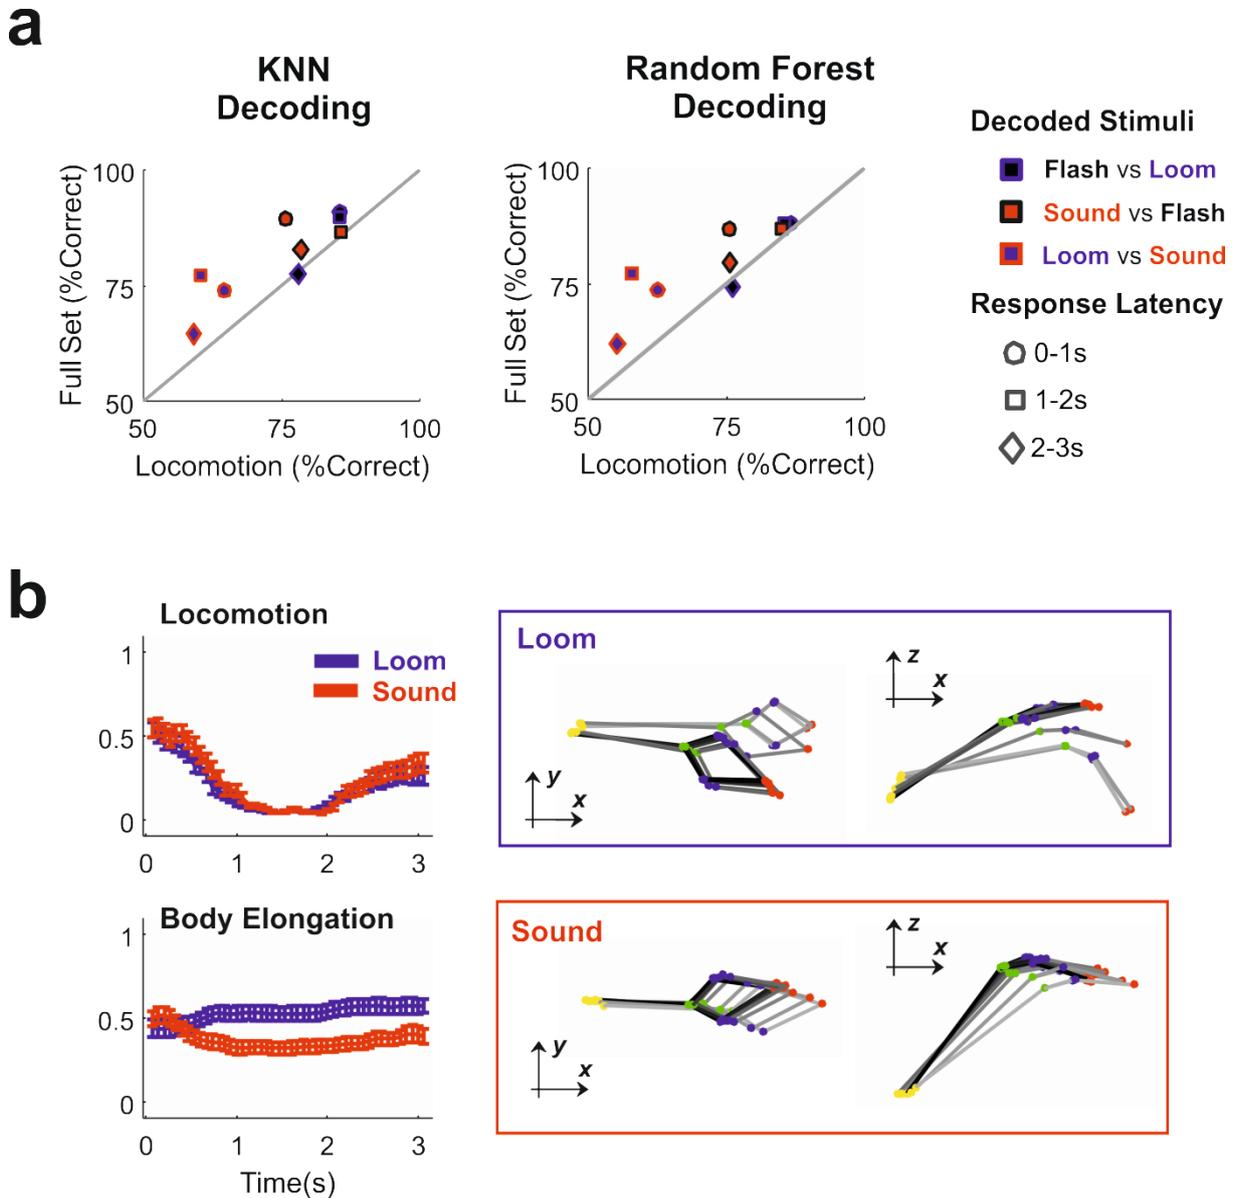 a
KNN
Decoding
Full Set (%Correct)
100
75
50
50 75 100
Locomotion (%Correct)
Random Forest
Decoding
Full Set (%Correct)
100
75
50
50 75 100
Locomotion (%Correct)
Decoded Stimuli
Flash vs Loom
Sound vs Flash
Loom vs Sound
Response Latency
0-1s
1-2s
2-3s
b
Locomotion
1
0.5
0
0 1 2 3
Loom
Sound
Body Elongation
1
0.5
0
0 1 2 3
Time(s)
Loom
y
x
z
x
Sound
y
x
z
x